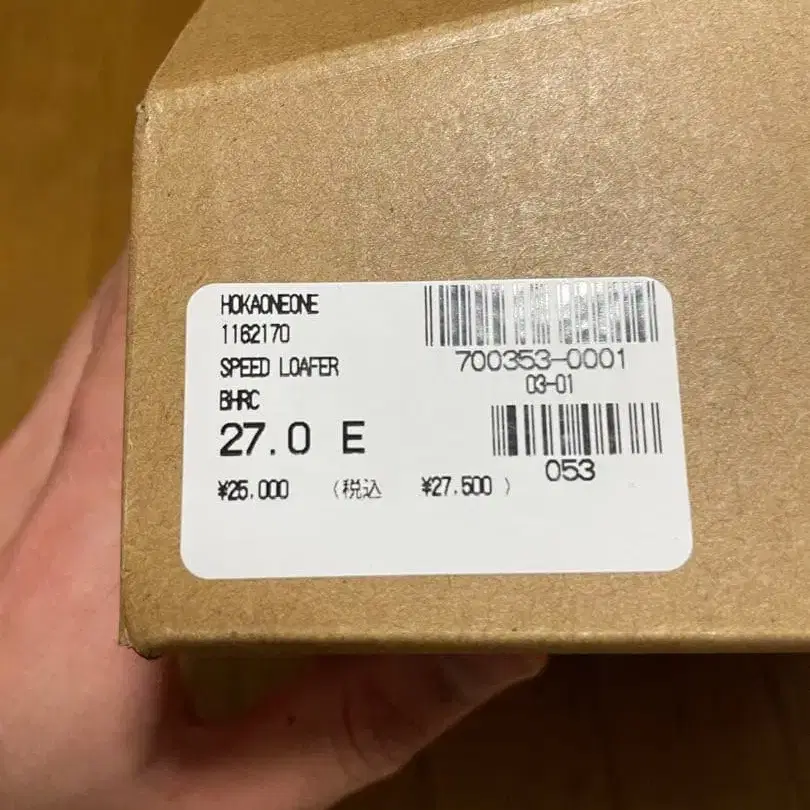 HOKAONEONE
1162170
SPEED LOAFER
BHRC
27.0 E
¥25,000 (税込 ¥27,500 )
700353-0001
03-01
053